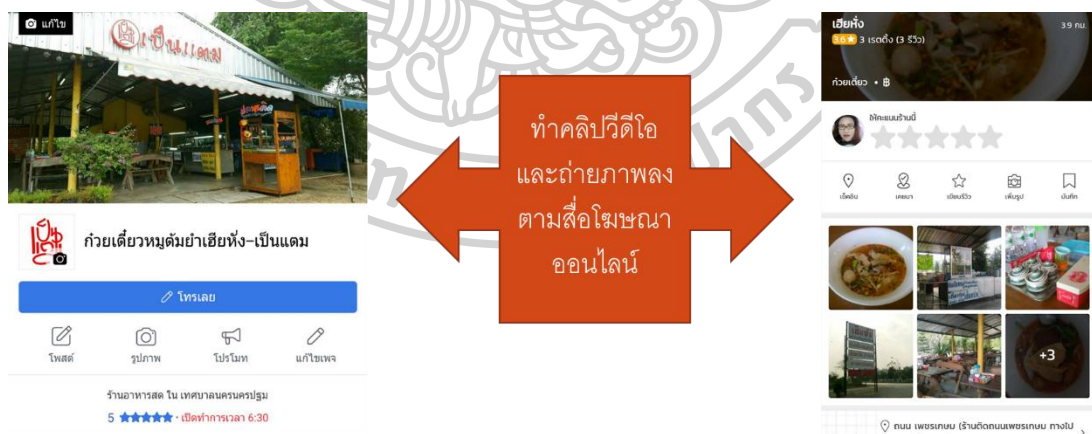 แก้ไข
เป็นแดม
เป็นแดม
ก๋วยเตี๋ยวหมูต้มยำเฮียหั่ง-เป็นแดม
โทรเลย
โพสต์
รูปภาพ
โปรโมท
แก้ไขเพจ
ร้านอาหารสด ใน เทศบาลนครนครปฐม
5 ★★★★★ · เปิดทำการเวลา 6:30
ทำคลิปวีดีโอ
และถ่ายภาพลง
ตามสื่อโฆษณา
ออนไลน์
เฮียหั่ง
3.9 กม
3.6★ 3 เรตติ้ง (3 รีวิว)
ก๋วยเตี๋ยว • ฿
ให้คะแนนร้านนี้
เช็คอิน
เคยมา
เขียนรีวิว
เพิ่มรูป
บันทึก
+3
ถนน เพชรเกษม (ร้านติดถนนเพชรเกษม ทางไป